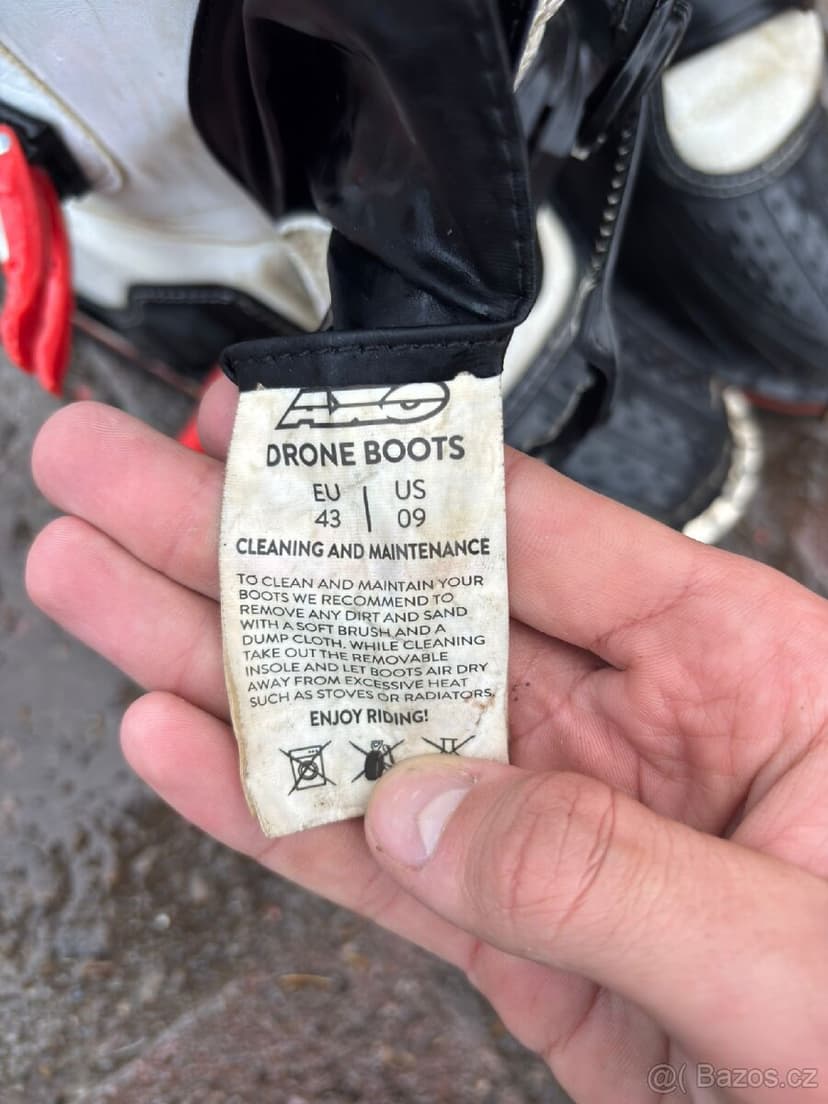 AXO
DRONE BOOTS
EU | US
43 | 09
CLEANING AND MAINTENANCE
TO CLEAN AND MAINTAIN YOUR
BOOTS WE RECOMMEND TO
REMOVE ANY DIRT AND SAND
WITH A SOFT BRUSH AND A
DUMP CLOTH. WHILE CLEANING
TAKE OUT THE REMOVABLE
INSOLE AND LET BOOTS AIR DRY
AWAY FROM EXCESSIVE HEAT
SUCH AS STOVES OR RADIATORS.
ENJOY RIDING!
@( Bazos.cz